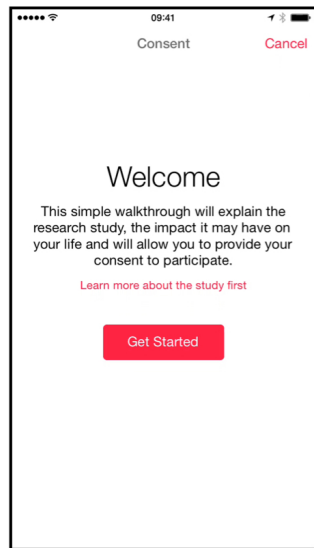 09:41
Consent
Cancel
Welcome
This simple walkthrough will explain the
research study, the impact it may have on
your life and will allow you to provide your
consent to participate.
Learn more about the study first
Get Started